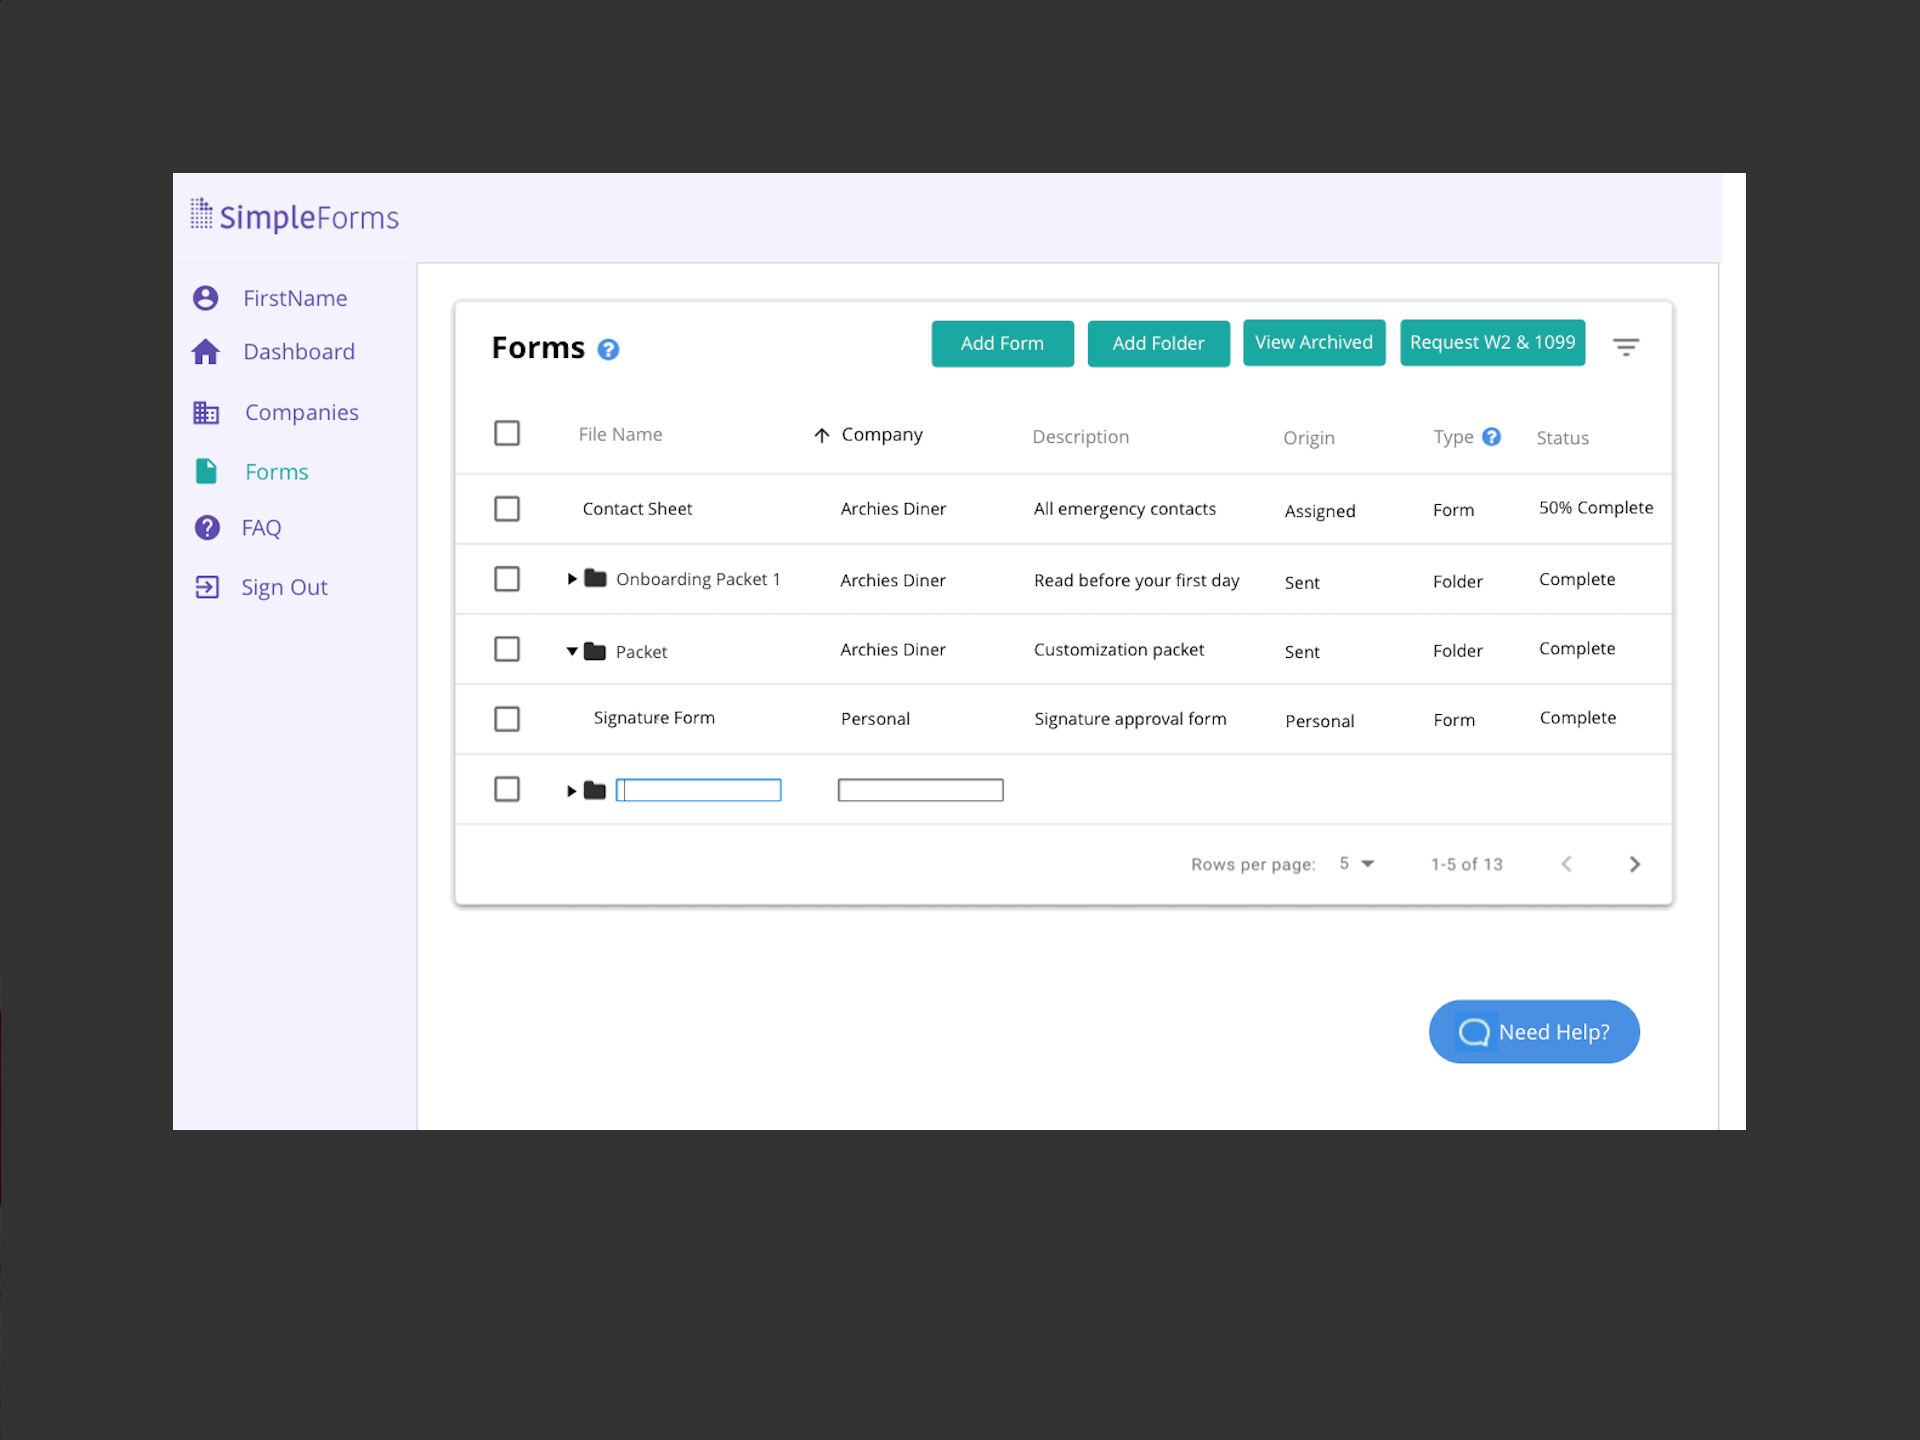 SimpleForms
FirstName
Dashboard
Companies
Forms
FAQ
Sign Out
Forms ?
Add Form
Add Folder
View Archived
Request W2 & 1099
File Name Company Description Origin Type ? Status
Contact Sheet Archies Diner All emergency contacts Assigned Form 50% Complete
Onboarding Packet 1 Archies Diner Read before your first day Sent Folder Complete
Packet Archies Diner Customization packet Sent Folder Complete
Signature Form Personal Signature approval form Personal Form Complete
Rows per page: 5 1-5 of 13
Need Help?